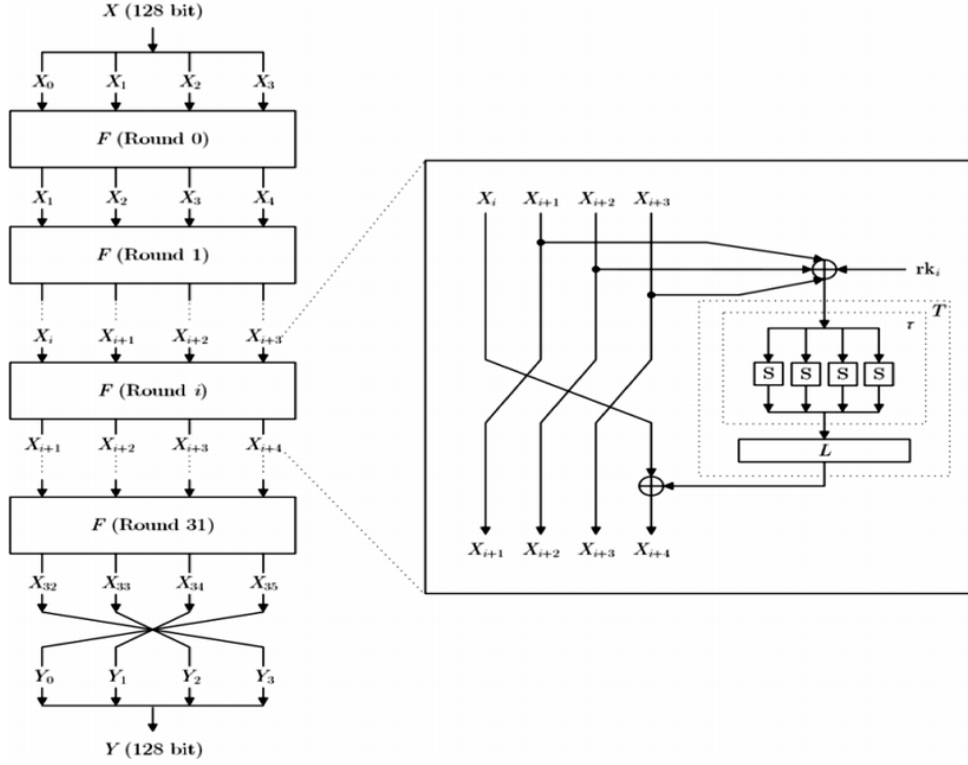 X (128 bit)
X₀ X₁ X₂ X₃
F (Round 0)
X₁ X₂ X₃ X₄
F (Round 1)
Xᵢ Xᵢ₊₁ Xᵢ₊₂ Xᵢ₊₃
F (Round i)
Xᵢ₊₁ Xᵢ₊₂ Xᵢ₊₃ Xᵢ₊₄
F (Round 31)
X₃₂ X₃₃ X₃₄ X₃₅
Y₀ Y₁ Y₂ Y₃
Y (128 bit)
Xᵢ Xᵢ₊₁ Xᵢ₊₂ Xᵢ₊₃
rkᵢ
T
τ
S S S S
L
Xᵢ₊₁ Xᵢ₊₂ Xᵢ₊₃ Xᵢ₊₄